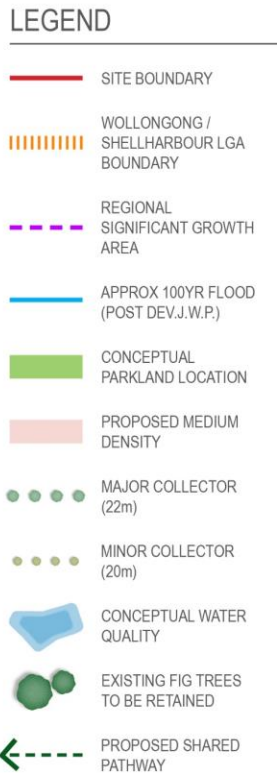 LEGEND
SITE BOUNDARY
WOLLONGONG /
SHELLHARBOUR LGA
BOUNDARY
REGIONAL
SIGNIFICANT GROWTH
AREA
APPROX 100YR FLOOD
(POST DEV.J.W.P.)
CONCEPTUAL
PARKLAND LOCATION
PROPOSED MEDIUM
DENSITY
MAJOR COLLECTOR
(22m)
MINOR COLLECTOR
(20m)
CONCEPTUAL WATER
QUALITY
EXISTING FIG TREES
TO BE RETAINED
PROPOSED SHARED
PATHWAY